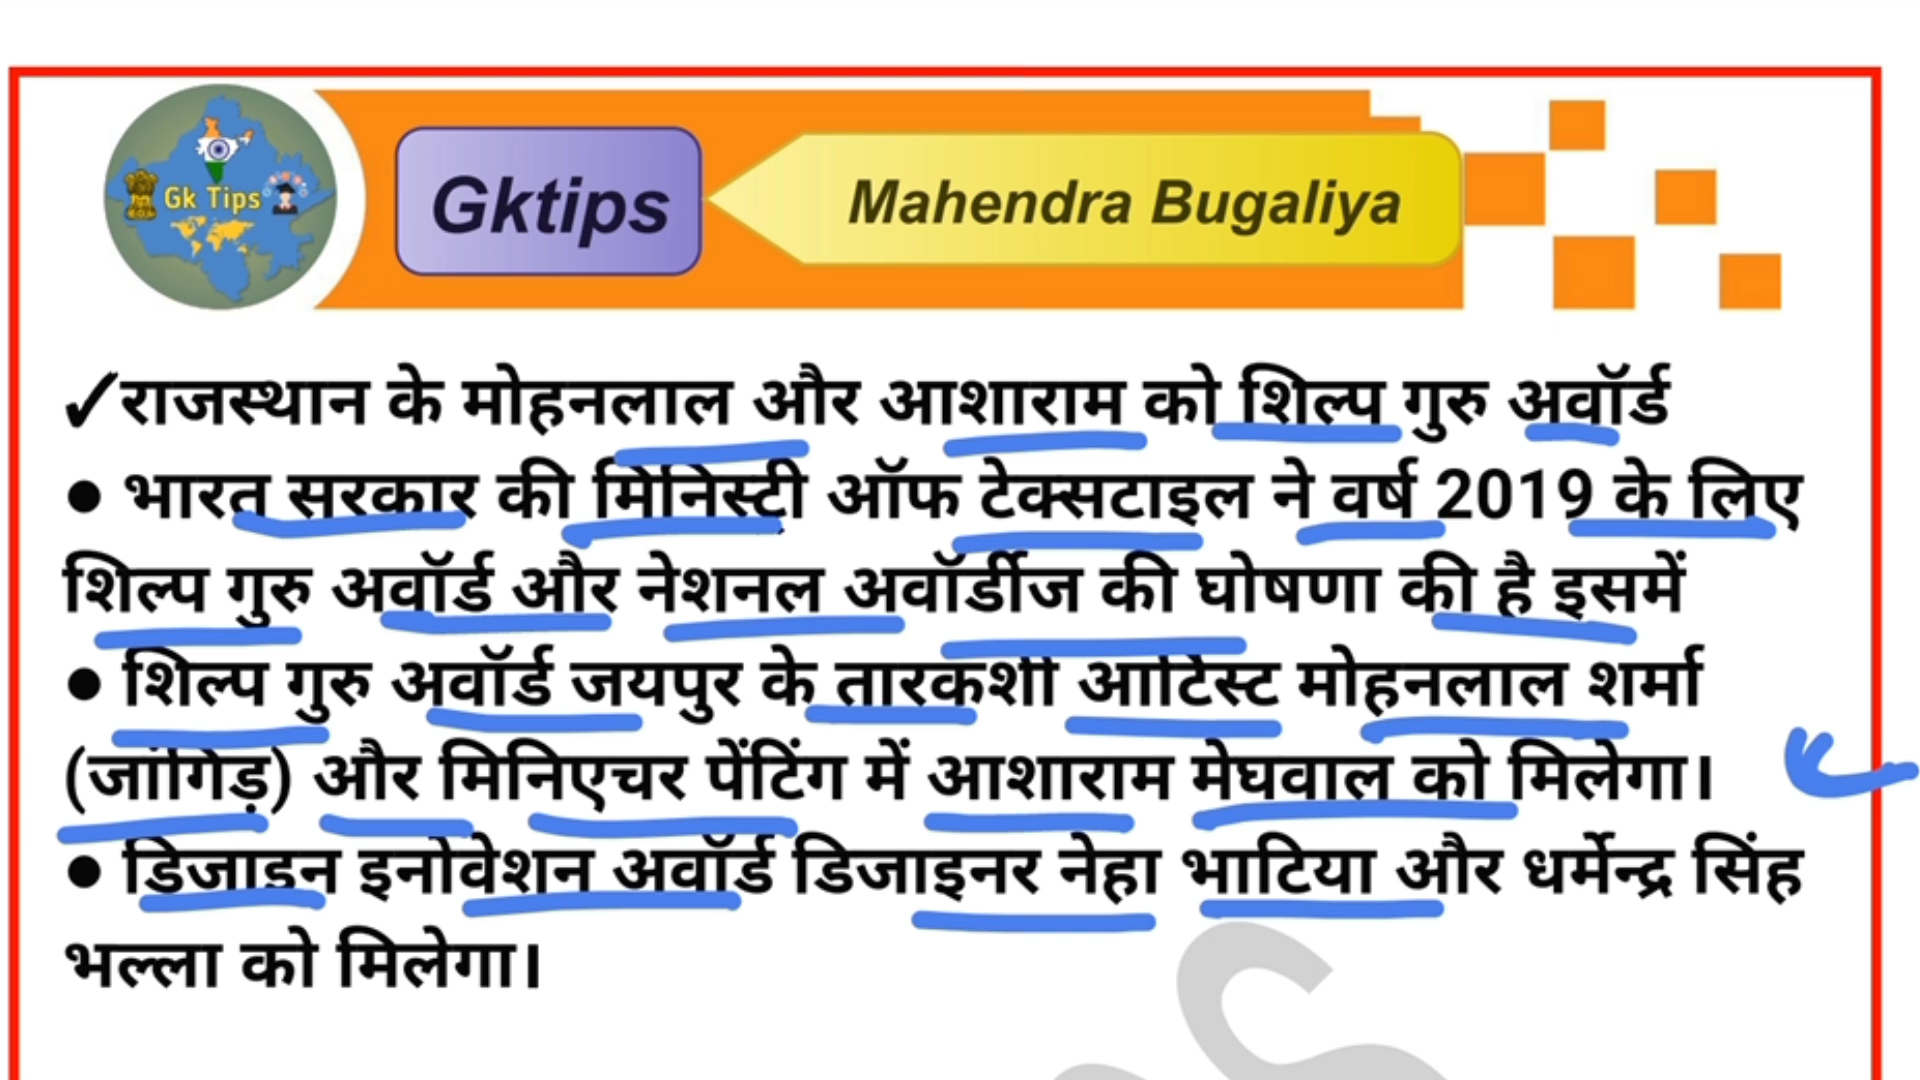 Gk Tips
Gktips
Mahendra Bugaliya
✓राजस्थान के मोहनलाल और आशाराम को शिल्प गुरु अवॉर्ड
● भारत सरकार की मिनिस्टी ऑफ टेक्सटाइल ने वर्ष 2019 के लिए
शिल्प गुरु अवॉर्ड और नेशनल अवॉर्डीज की घोषणा की है इसमें
● शिल्प गुरु अवॉर्ड जयपुर के तारकशी आर्टिस्ट मोहनलाल शर्मा
(जांगिड़) और मिनिएचर पेंटिंग में आशाराम मेघवाल को मिलेगा।
● डिजाइन इनोवेशन अवॉर्ड डिजाइनर नेहा भाटिया और धर्मेन्द्र सिंह
भल्ला को मिलेगा।